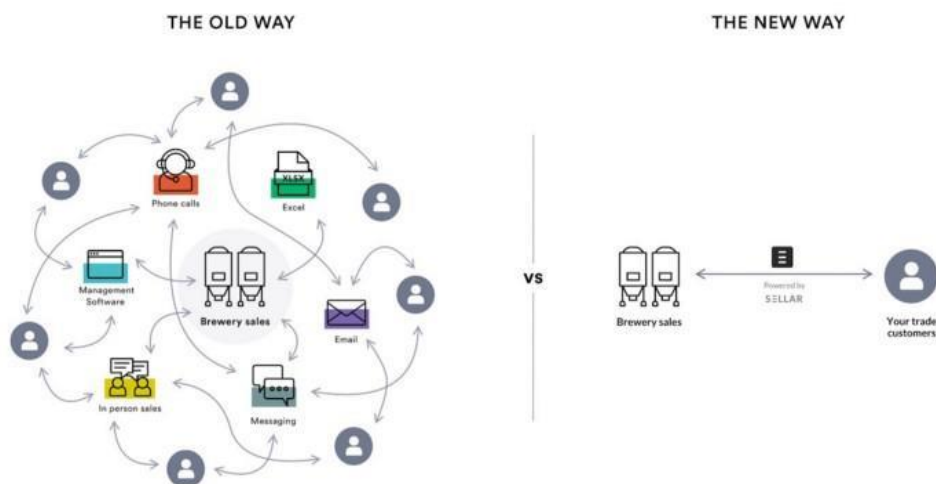 THE OLD WAY
THE NEW WAY
Phone calls
XLSX
Excel
Management
Software
Brewery sales
Email
In person sales
Messaging
vs
Powered by
SELLAR
Brewery sales
Your trade
customers